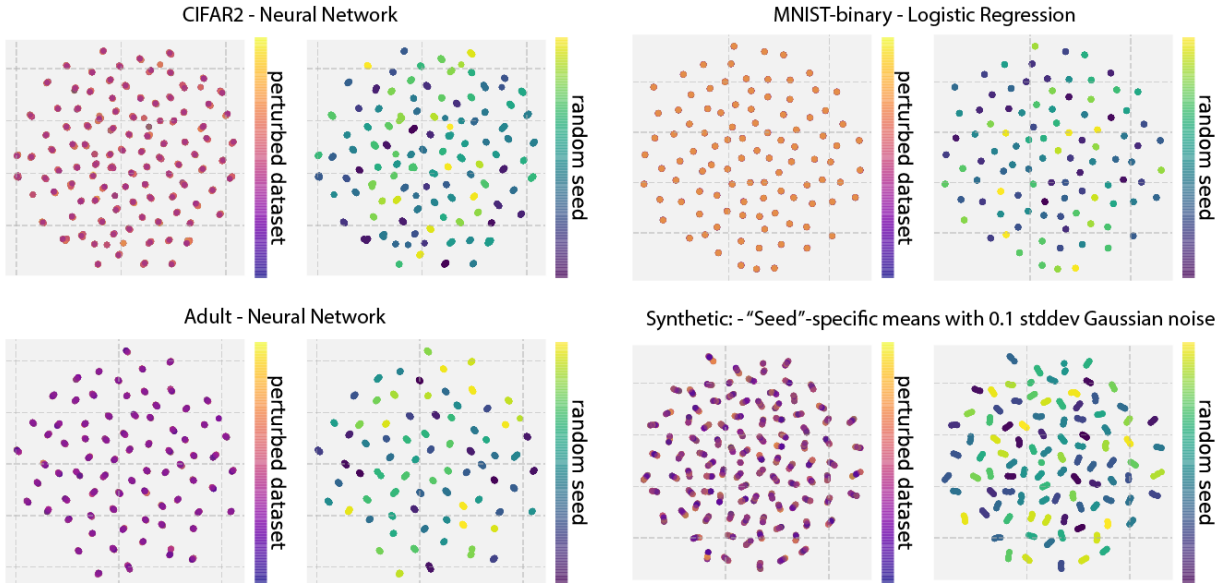 CIFAR2 - Neural Network
perturbed dataset
random seed
MNIST-binary - Logistic Regression
perturbed dataset
random seed
Adult - Neural Network
perturbed dataset
random seed
Synthetic: - “Seed”-specific means with 0.1 stddev Gaussian noise
perturbed dataset
random seed